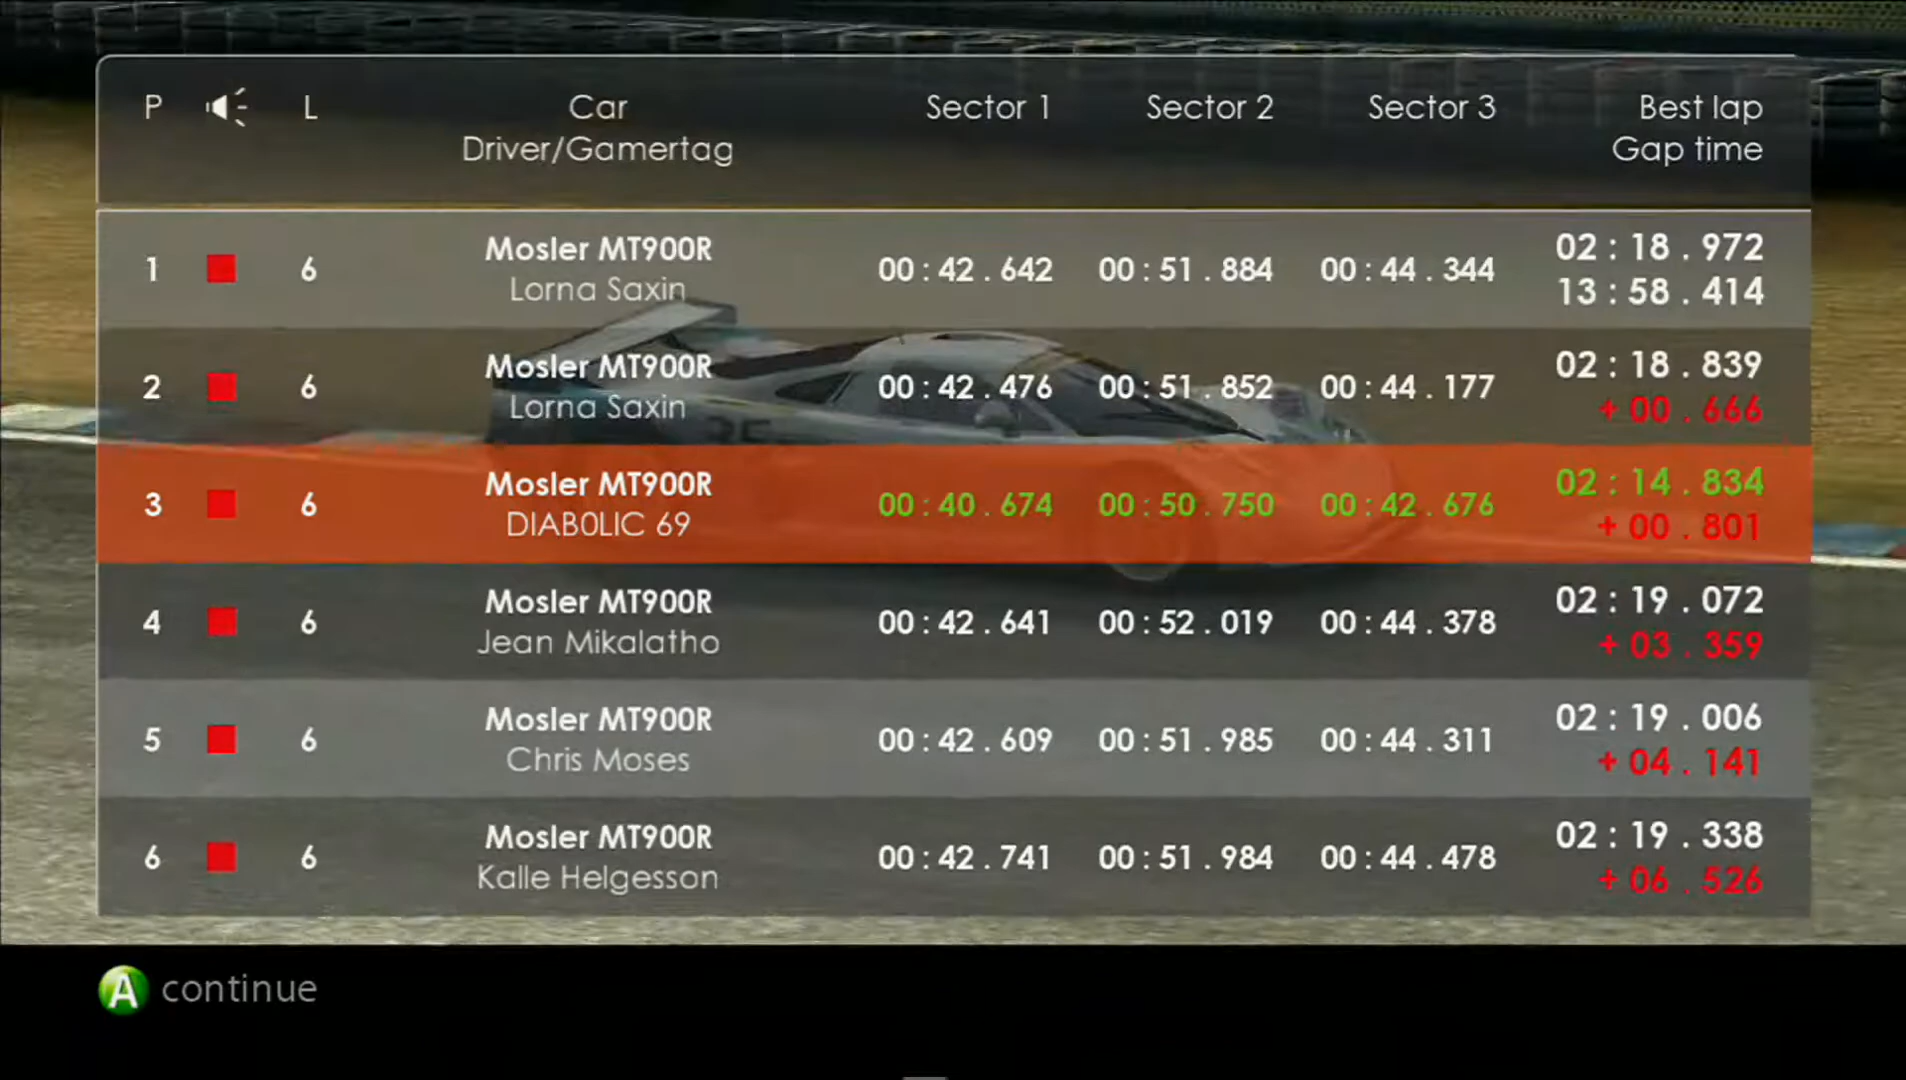 P L Car Sector 1 Sector 2 Sector 3 Best lap
Driver/Gamertag Gap time
1 6 Mosler MT900R 00 : 42 . 642 00 : 51 . 884 00 : 44 . 344 02 : 18 . 972
Lorna Saxin 13 : 58 . 414
2 6 Mosler MT900R 00 : 42 . 476 00 : 51 . 852 00 : 44 . 177 02 : 18 . 839
Lorna Saxin + 00 . 666
3 6 Mosler MT900R 00 : 40 . 674 00 : 50 . 750 00 : 42 . 676 02 : 14 . 834
DIAB0LIC 69 + 00 . 801
4 6 Mosler MT900R 00 : 42 . 641 00 : 52 . 019 00 : 44 . 378 02 : 19 . 072
Jean Mikalatho + 03 . 359
5 6 Mosler MT900R 00 : 42 . 609 00 : 51 . 985 00 : 44 . 311 02 : 19 . 006
Chris Moses + 04 . 141
6 6 Mosler MT900R 00 : 42 . 741 00 : 51 . 984 00 : 44 . 478 02 : 19 . 338
Kalle Helgesson + 06 . 526
A continue